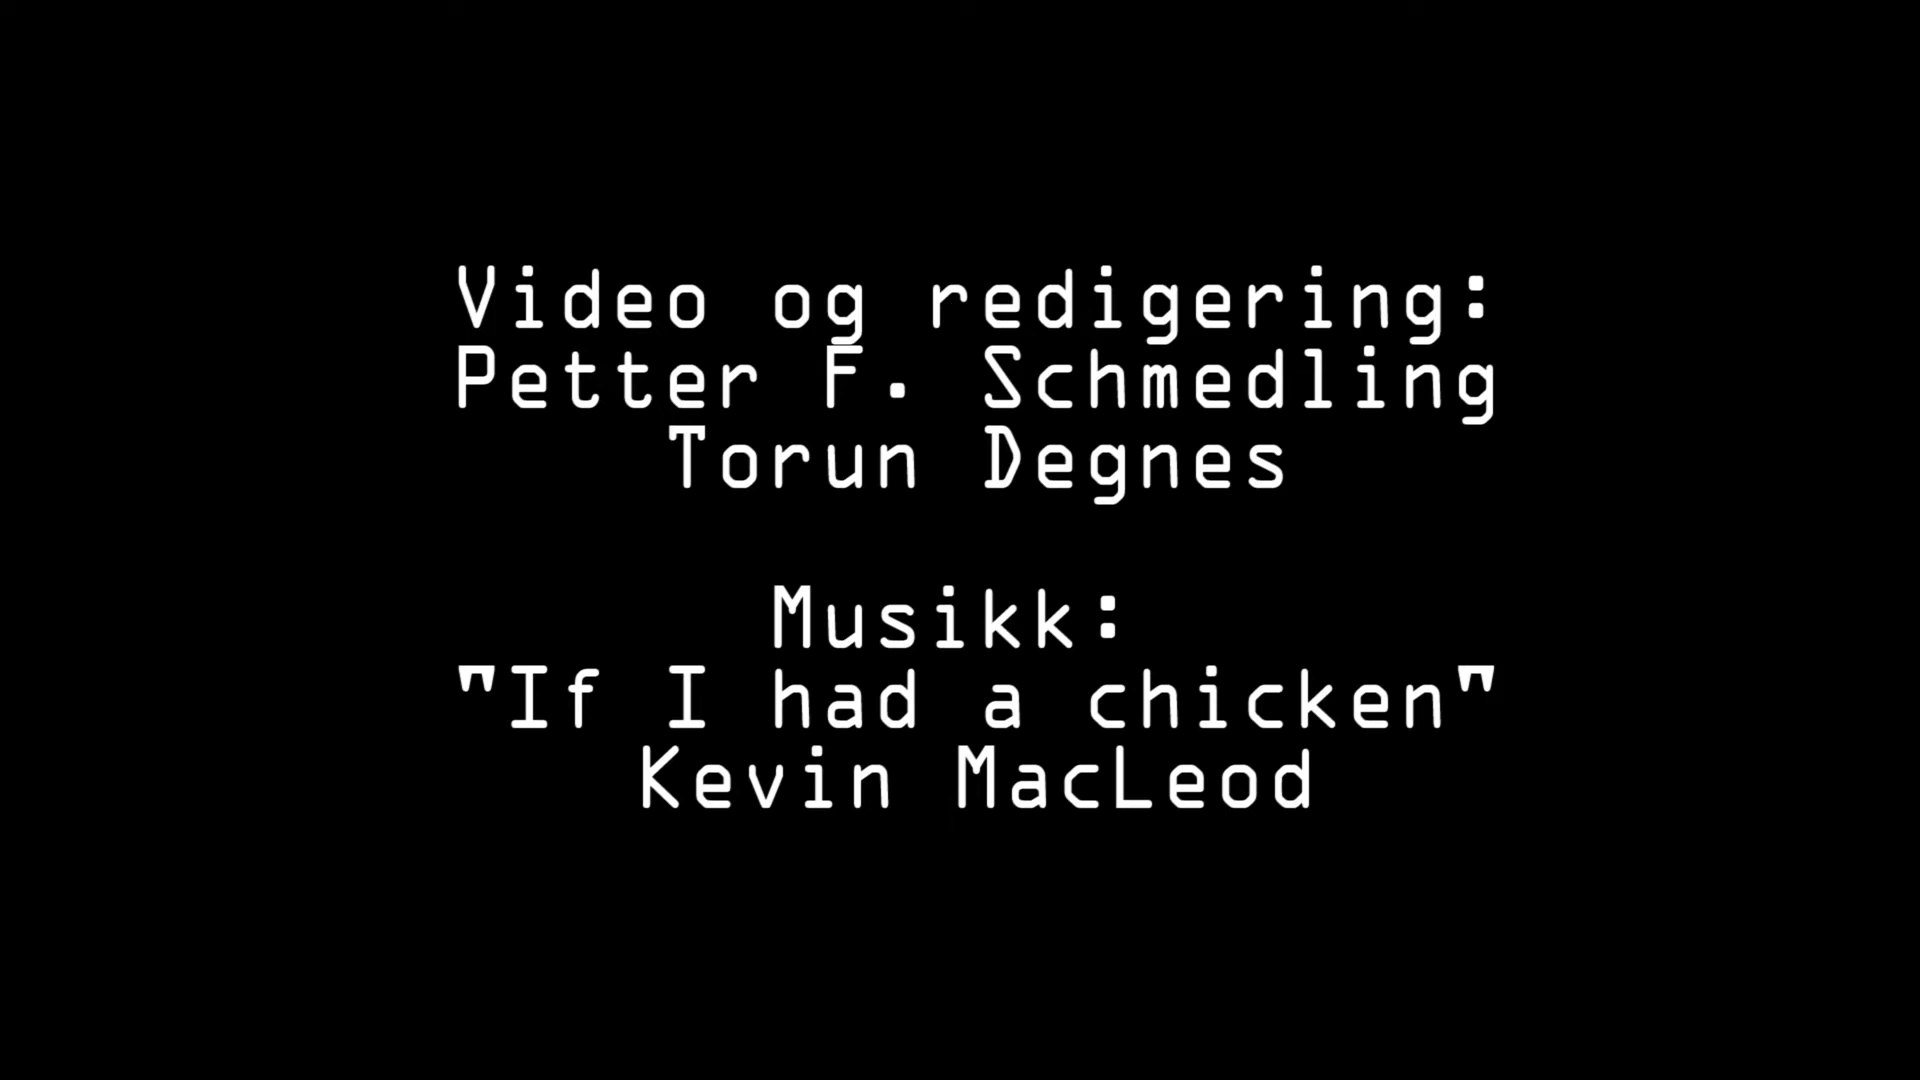 Video og redigering:
Petter F. Schmedling
Torun Degnes
Musikk:
"If I had a chicken"
Kevin MacLeod